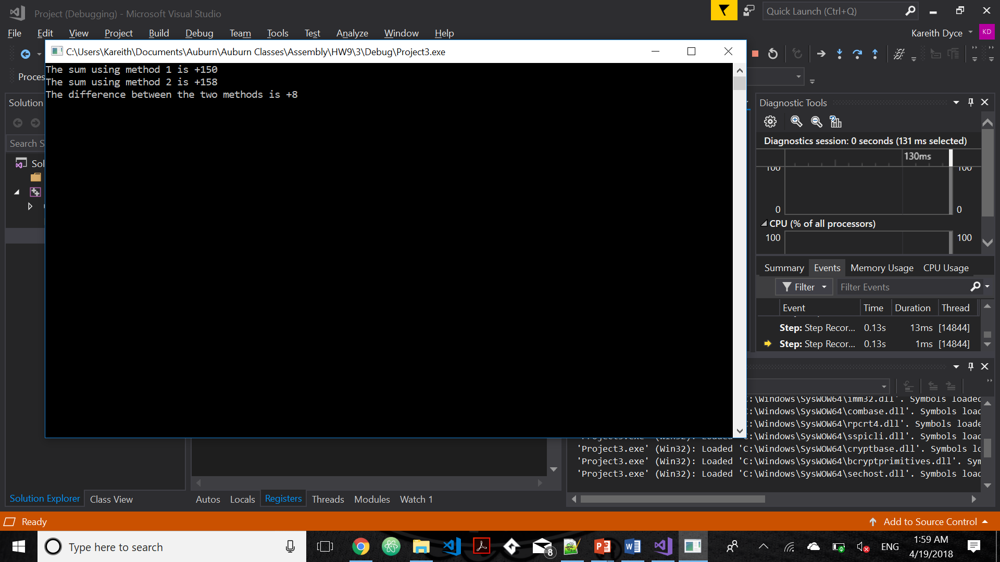 Project (Debugging) - Microsoft Visual Studio
Quick Launch (Ctrl+Q)
File Edit View Project Build Debug Team Tools Test Analyze Window Help
Kareith Dyce
KD
C:\Users\Kareith\Documents\Auburn\Auburn Classes\Assembly\HW9\3\Debug\Project3.exe
The sum using method 1 is +150
The sum using method 2 is +158
The difference between the two methods is +8
Proces
Solution
Search S
Sol
Diagnostic Tools
Diagnostics session: 0 seconds (131 ms selected)
130ms
100 100
0 0
CPU (% of all processors)
100 100
Summary Events Memory Usage CPU Usage
Filter Filter Events
Event Time Duration Thread
Step: Step Recor... 0.13s 13ms [14844]
Step: Step Recor... 0.13s 1ms [14844]
:\Windows\SysWOW64\imm32.dll'. Symbols loaded
:\Windows\SysWOW64\combase.dll'. Symbols load
:\Windows\SysWOW64\rpcrt4.dll'. Symbols loade
'Project3.exe' (Win32): Loaded 'C:\Windows\SysWOW64\sspicli.dll'. Symbols load
'Project3.exe' (Win32): Loaded 'C:\Windows\SysWOW64\cryptbase.dll'. Symbols lo
'Project3.exe' (Win32): Loaded 'C:\Windows\SysWOW64\bcryptprimitives.dll'. Sym
'Project3.exe' (Win32): Loaded 'C:\Windows\SysWOW64\sechost.dll'. Symbols load
Solution Explorer Class View
Autos Locals Registers Threads Modules Watch 1
Ready
Add to Source Control
Type here to search
8
ENG
1:59 AM
4/19/2018